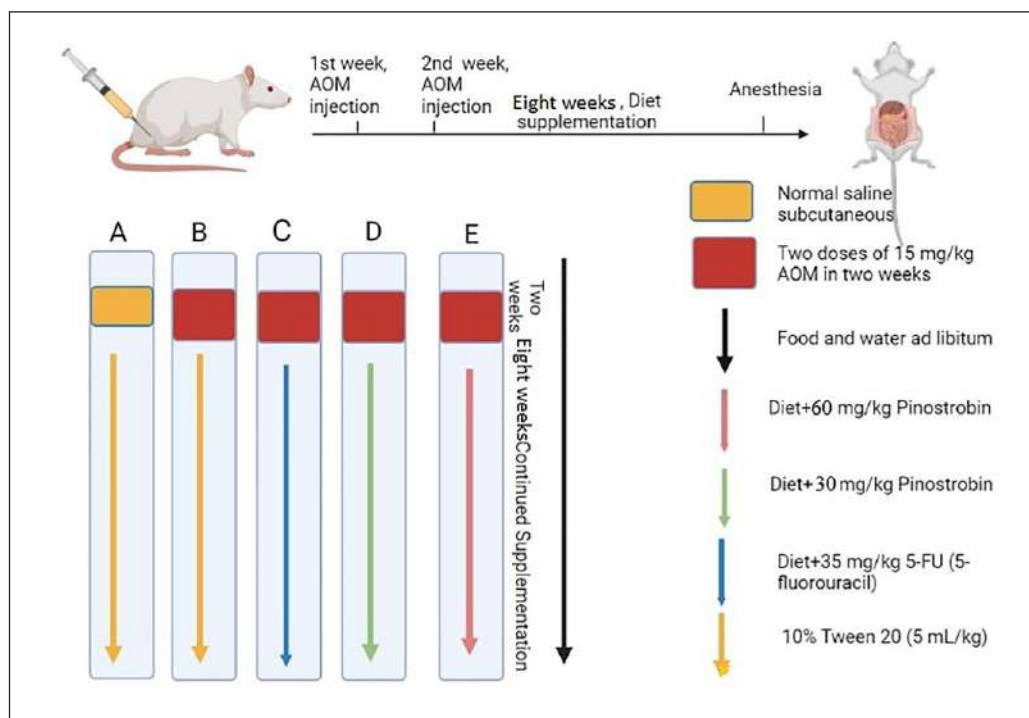 1st week,
AOM
injection
2nd week,
AOM
injection
Eight weeks, Diet
supplementation
Anesthesia
A
B
C
D
E
Two
weeks
Eight weeksContinued Supplementation
Normal saline
subcutaneous
Two doses of 15 mg/kg
AOM in two weeks
Food and water ad libitum
Diet+60 mg/kg Pinostrobin
Diet+30 mg/kg Pinostrobin
Diet+35 mg/kg 5-FU (5-
fluorouracil)
10% Tween 20 (5 mL/kg)